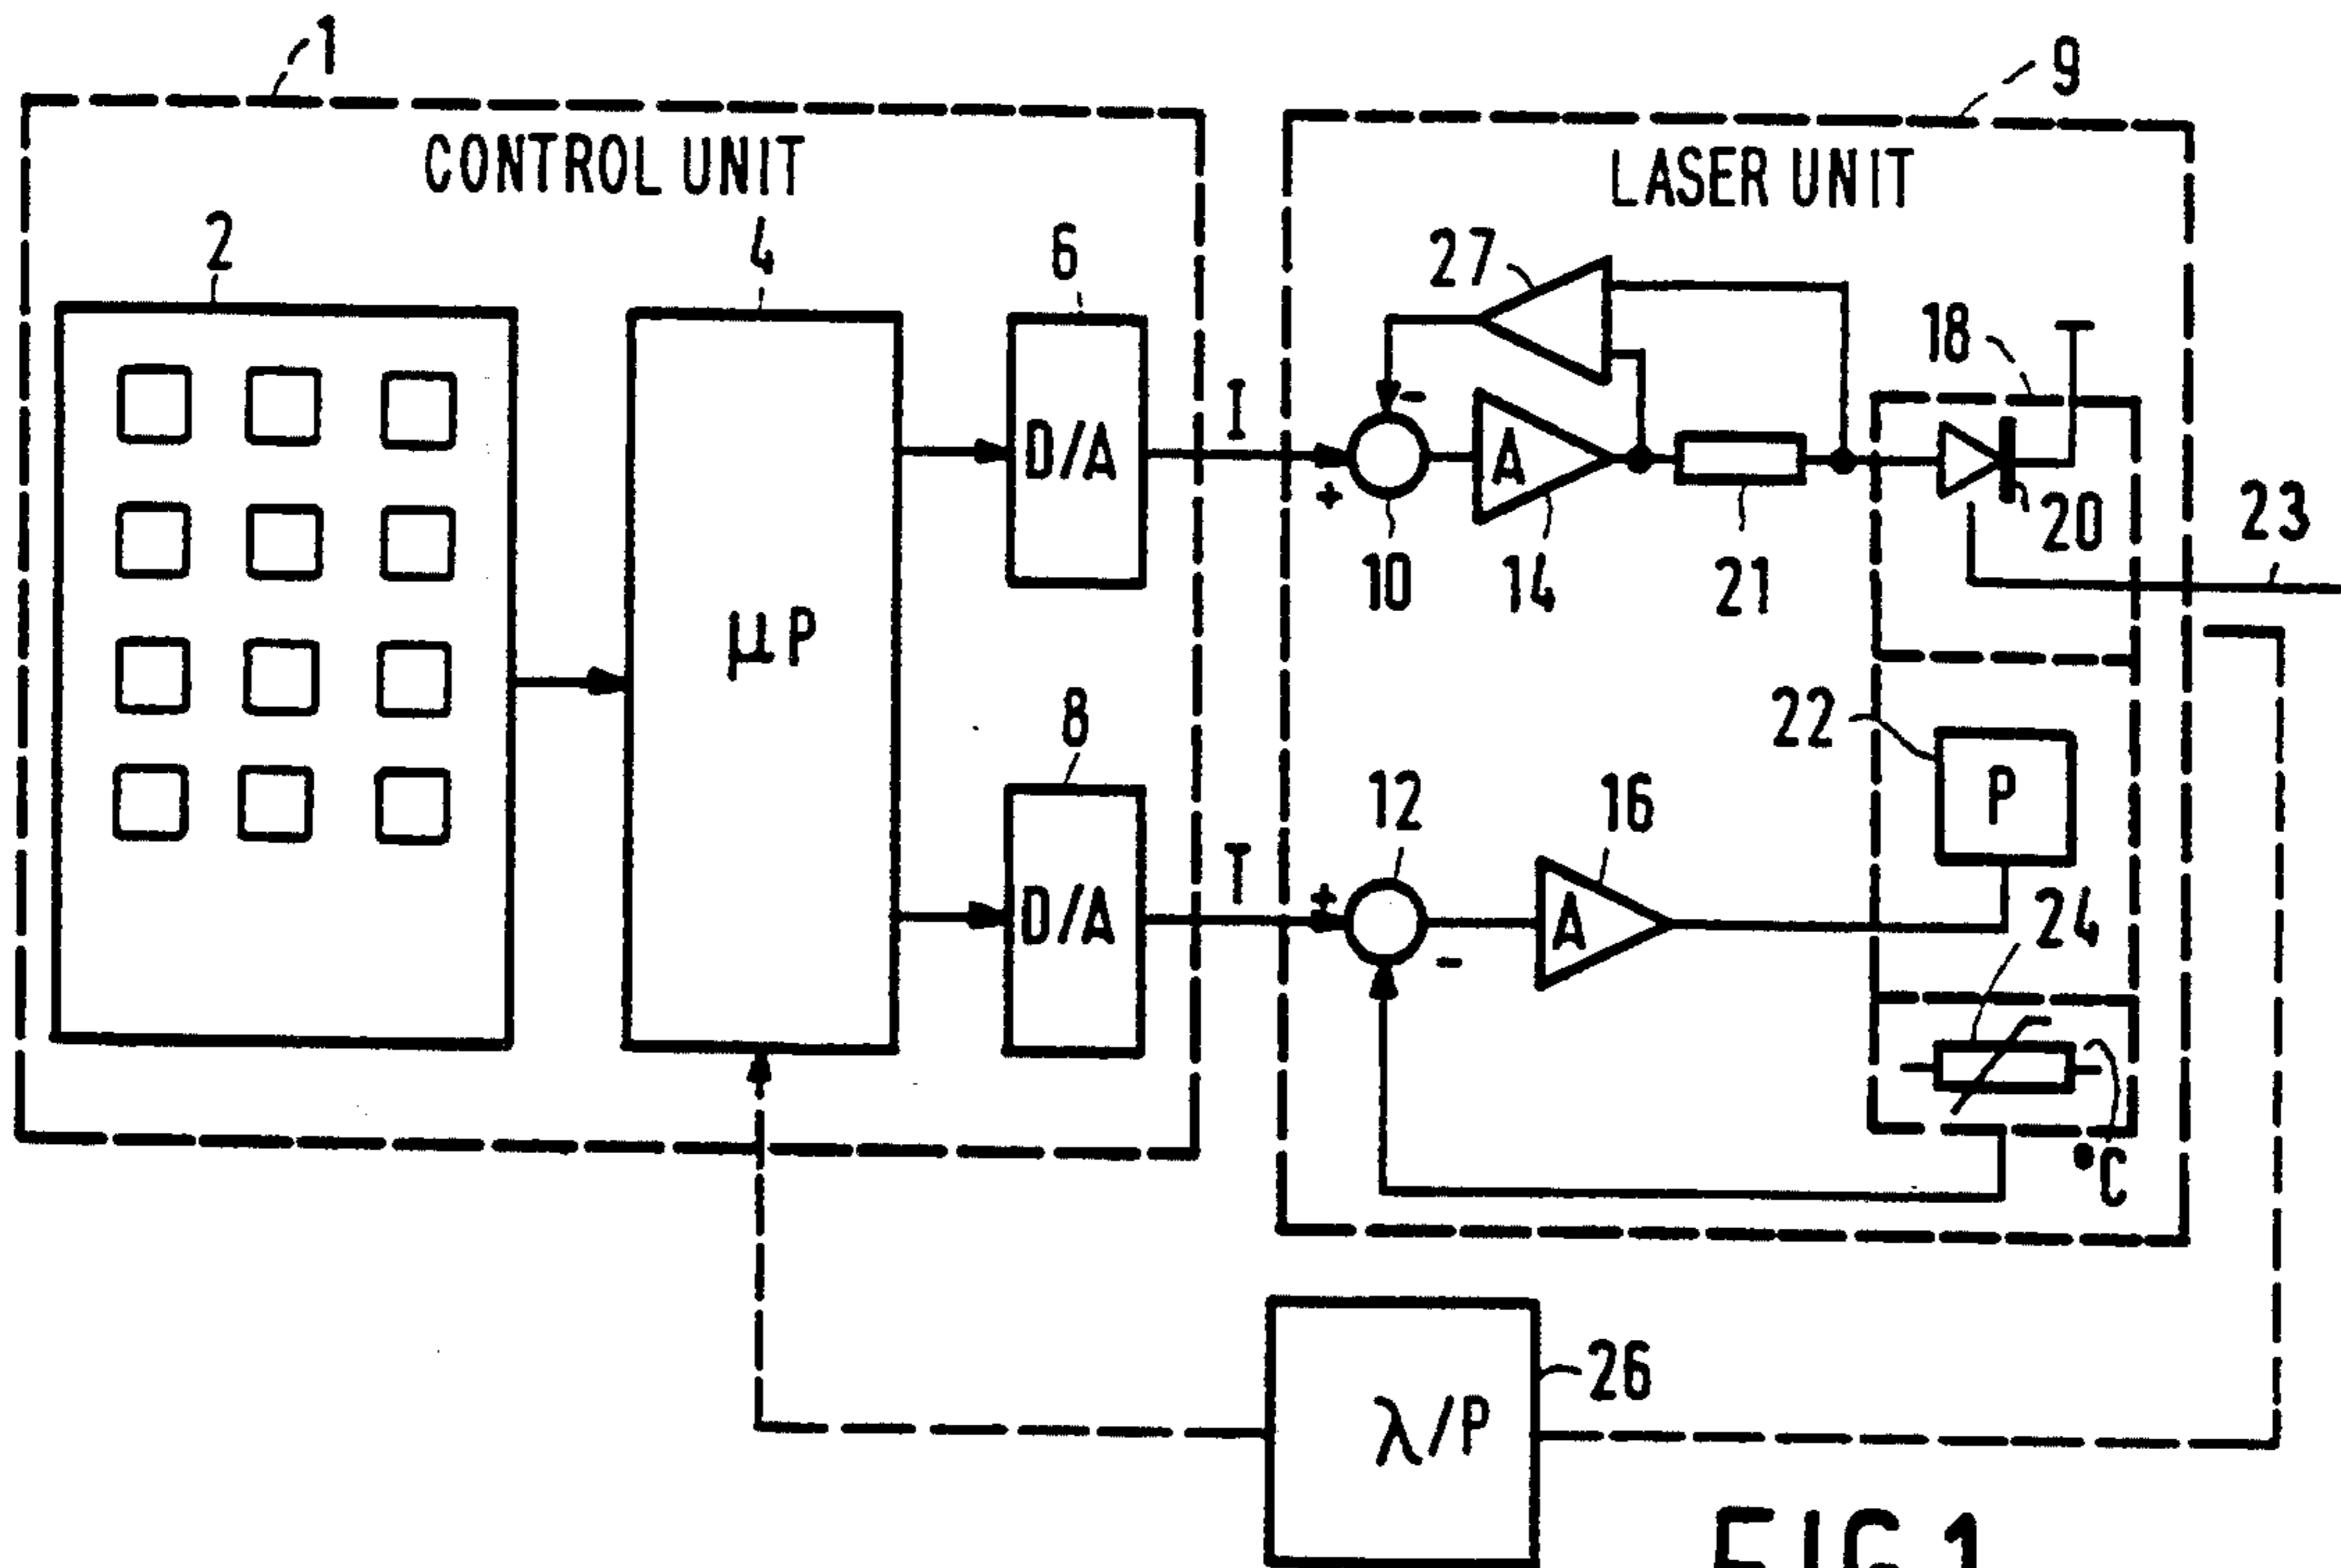 1
9
CONTROL UNIT
LASER UNIT
2
4
6
27
18
I
D/A
-
A
+
20
23
10
14
21
µP
8
22
P
12
16
T
+
D/A
A
-
24
°C
26
λ/P
FIG.1